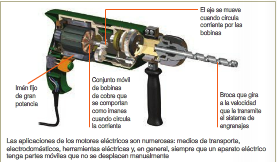 El eje se mueve
cuando circula
corriente por las
bobinas
Imán fijo
de gran
potencia
Conjunto móvil
de bobinas
de cobre que
se comportan
como imanes
cuando circula
la corriente
Broca que gira
a la velocidad
que la transmite
el sistema de
engranajes
Las aplicaciones de los motores eléctricos son numerosas: medios de transporte,
electrodomésticos, herramientas eléctricas y, en general, siempre que un aparato eléctrico
tenga partes móviles que no se desplacen manualmente